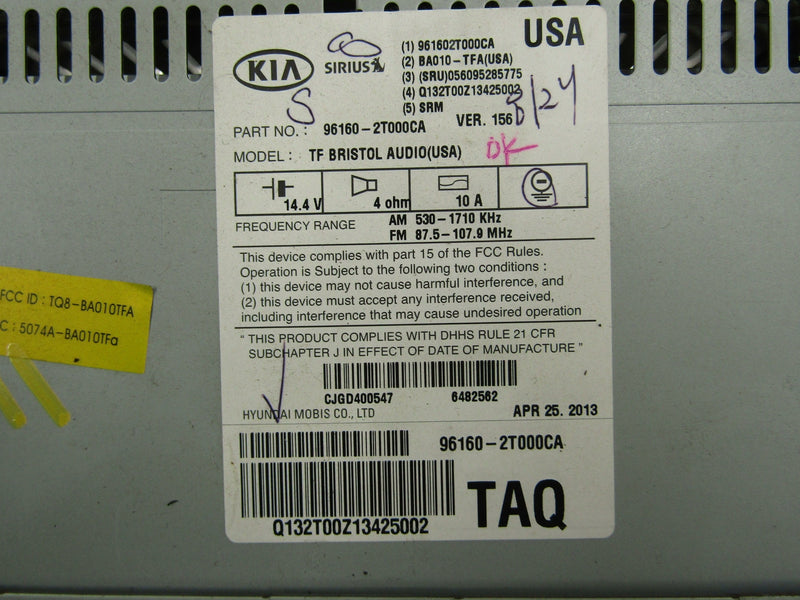 USA
KIA
SIRIUS
(1) 961602T000CA
(2) BA010-TFA(USA)
(3) (SRU)056095285775
(4) Q132T00Z13425002
(5) SRM
VER. 156
8/24
S
PART NO. : 96160-2T000CA
OK
MODEL : TF BRISTOL AUDIO(USA)
14.4 V
4 ohm
10 A
FREQUENCY RANGE
AM 530-1710 KHz
FM 87.5-107.9 MHz
This device complies with part 15 of the FCC Rules.
Operation is Subject to the following two conditions :
(1) this device may not cause harmful interference, and
(2) this device must accept any interference received,
including interference that may cause undesired operation
" THIS PRODUCT COMPLIES WITH DHHS RULE 21 CFR
SUBCHAPTER J IN EFFECT OF DATE OF MANUFACTURE "
CJGD400547
6482562
HYUNDAI MOBIS CO., LTD
APR 25. 2013
96160-2T000CA
TAQ
Q132T00Z13425002
FCC ID : TQ8-BA010TFA
C : 5074A-BA010TFa